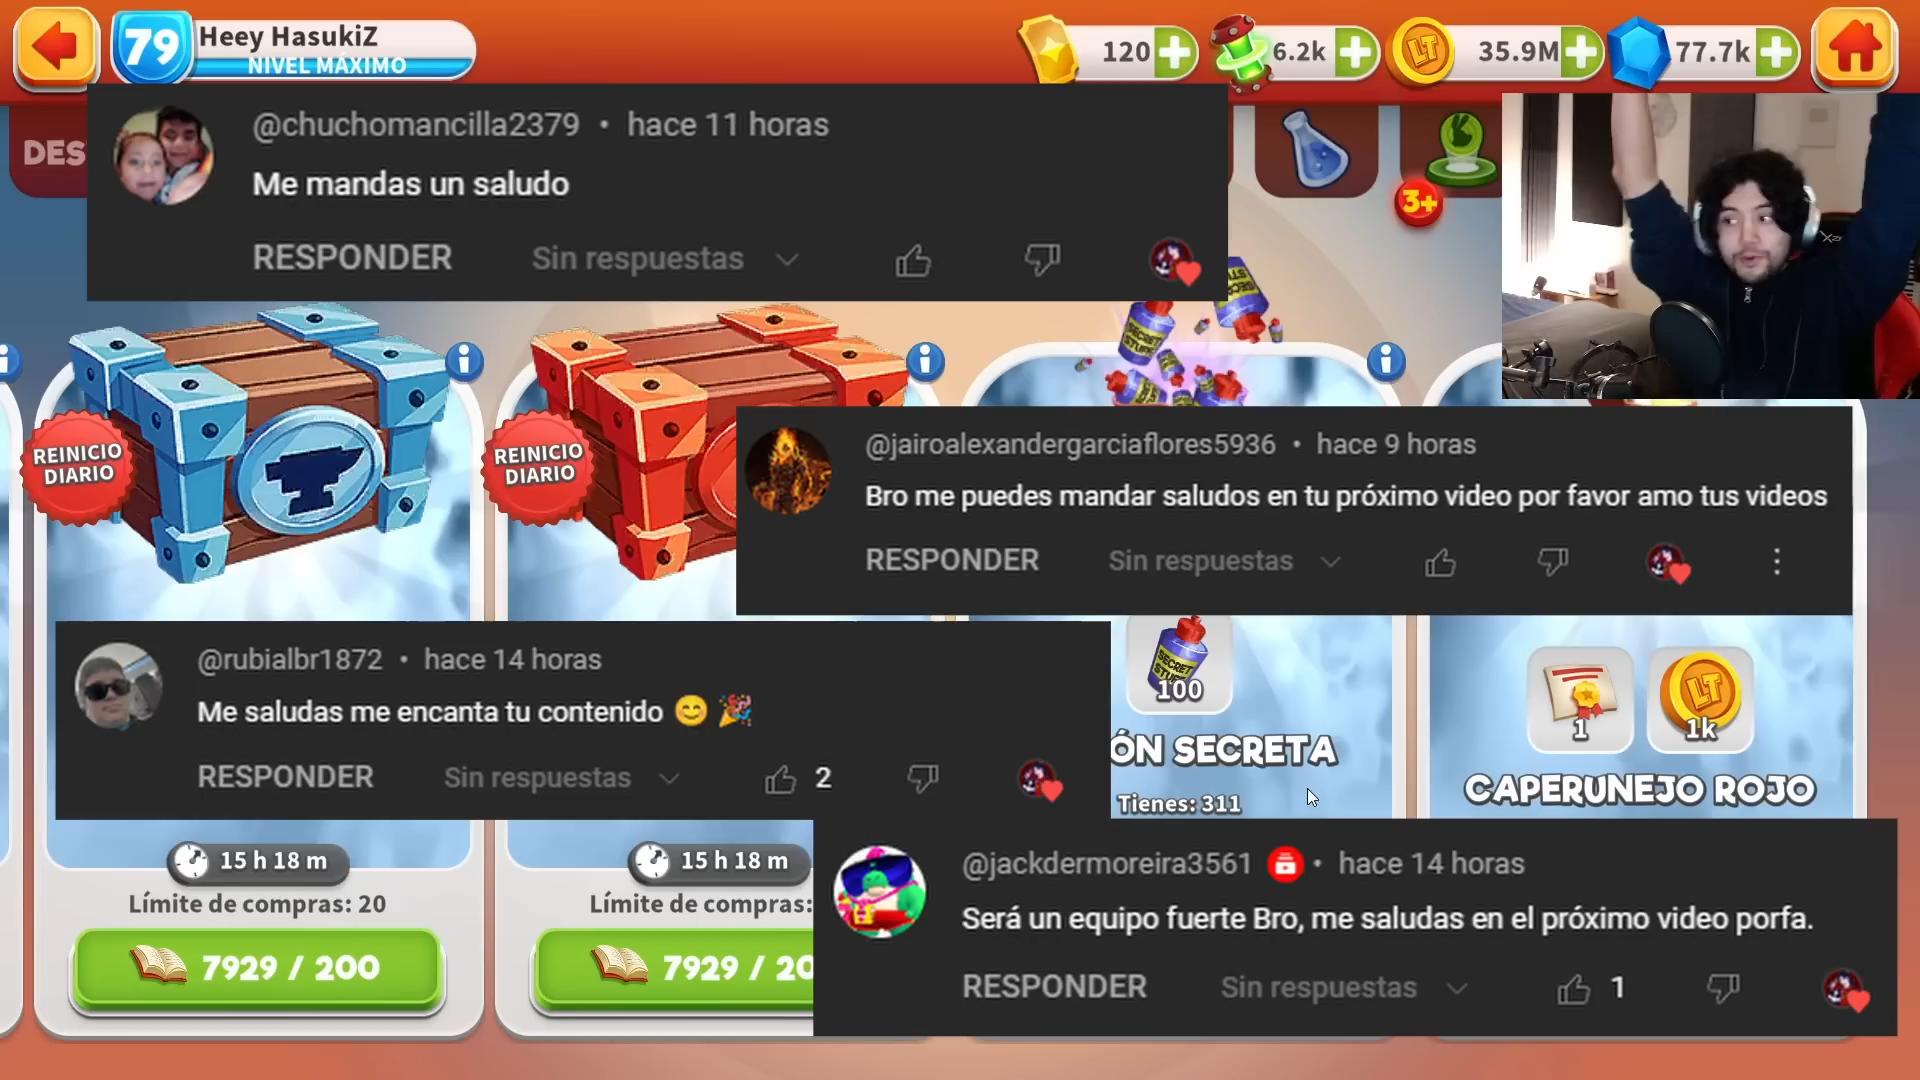 79
Heey HasukiZ
NIVEL MÁXIMO
120
6.2k
35.9M
77.7k
DES
3+
@chuchomancilla2379 • hace 11 horas
Me mandas un saludo
RESPONDER
Sin respuestas
REINICIO
DIARIO
REINICIO
DIARIO
SECRET
STUFF
@jairoalexandergarciaflores5936 • hace 9 horas
Bro me puedes mandar saludos en tu próximo video por favor amo tus videos
RESPONDER
Sin respuestas
@rubialbr1872 • hace 14 horas
Me saludas me encanta tu contenido 😊 🎉
RESPONDER
Sin respuestas
2
SECRET
STUFF
100
ÓN SECRETA
Tienes: 311
LT
1
1k
CAPERUNEJO ROJO
@jackdermoreira3561 • hace 14 horas
Será un equipo fuerte Bro, me saludas en el próximo video porfa.
RESPONDER
Sin respuestas
1
15 h 18 m
Límite de compras: 20
7929 / 200
15 h 18 m
Límite de compras:
7929 / 20